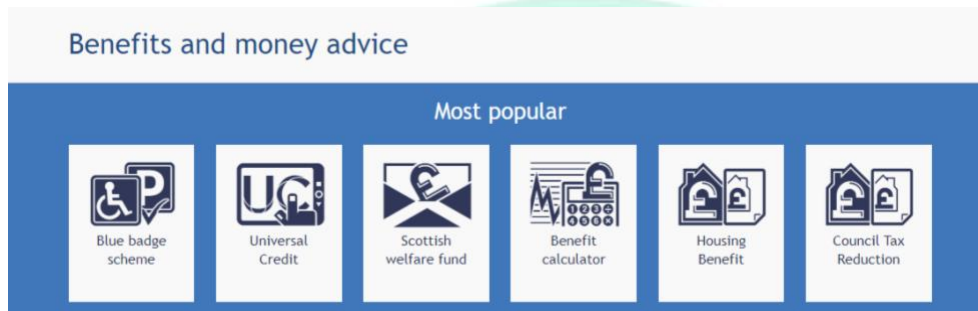 Benefits and money advice
Most popular
Blue badge
scheme
Universal
Credit
Scottish
welfare fund
Benefit
calculator
Housing
Benefit
Council Tax
Reduction